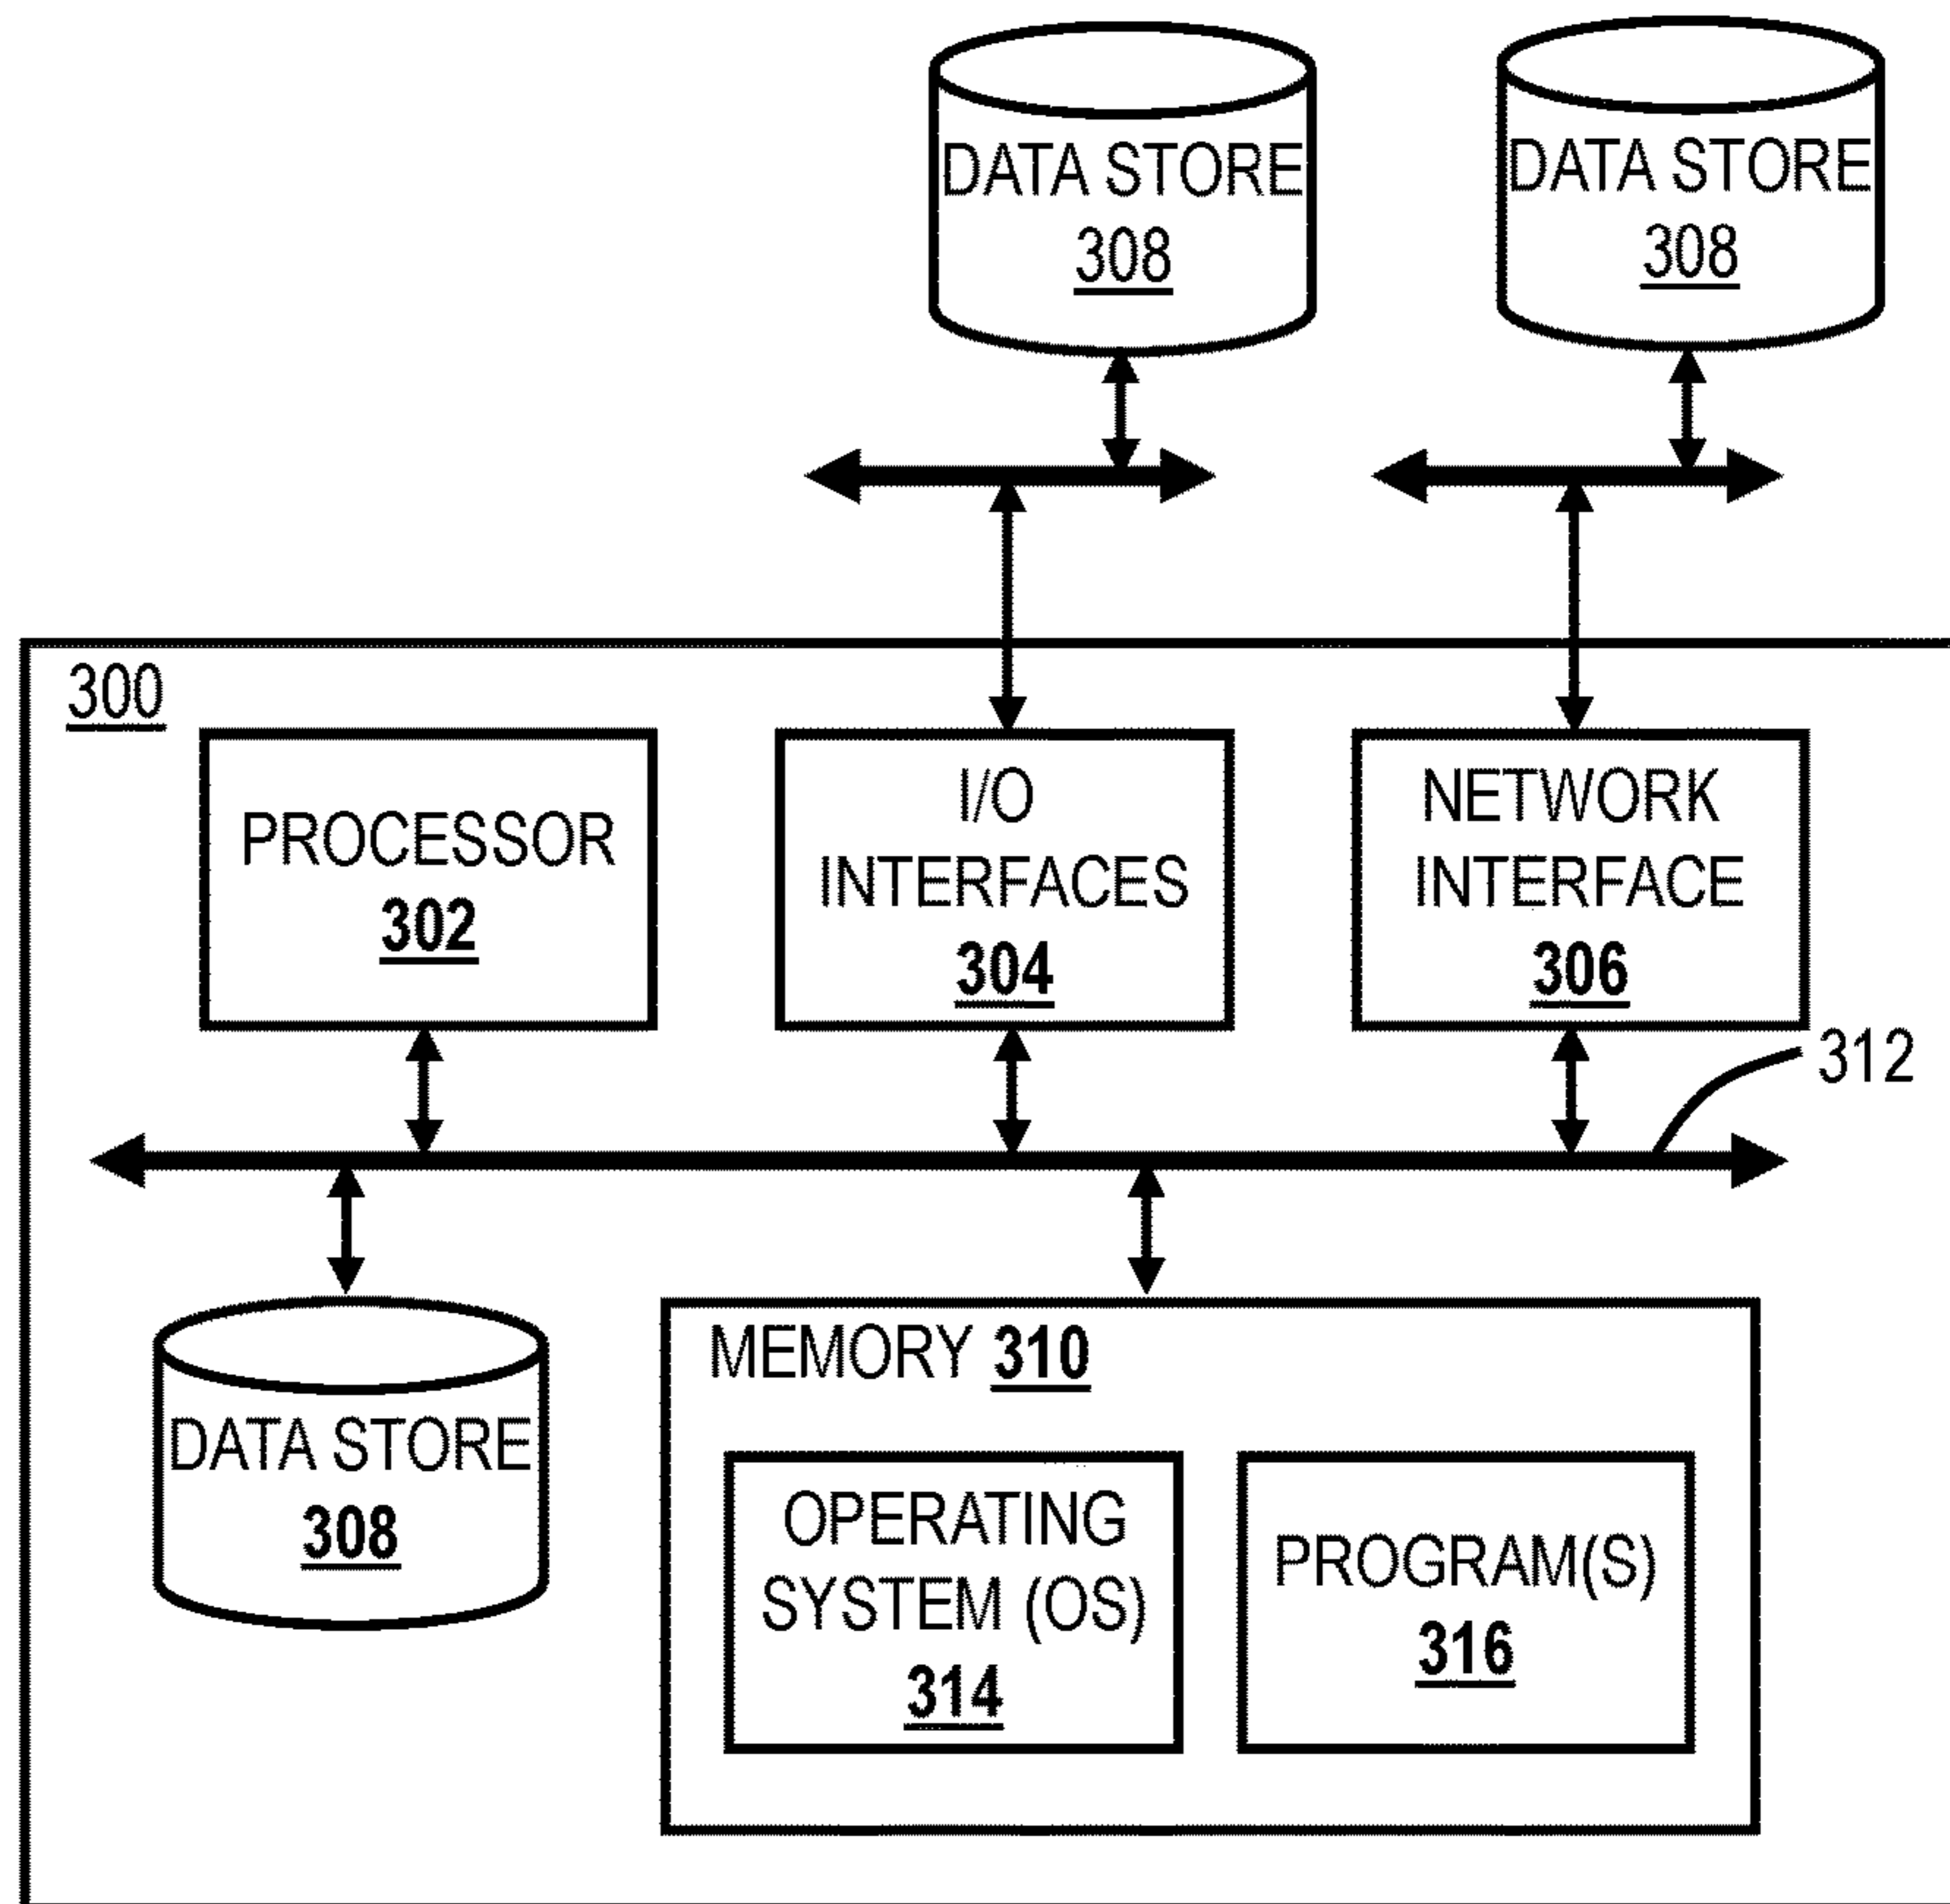 DATA STORE
308
DATA STORE
308
300
PROCESSOR
302
I/O
INTERFACES
304
NETWORK
INTERFACE
306
312
DATA STORE
308
MEMORY 310
OPERATING
SYSTEM (OS)
314
PROGRAM(S)
316